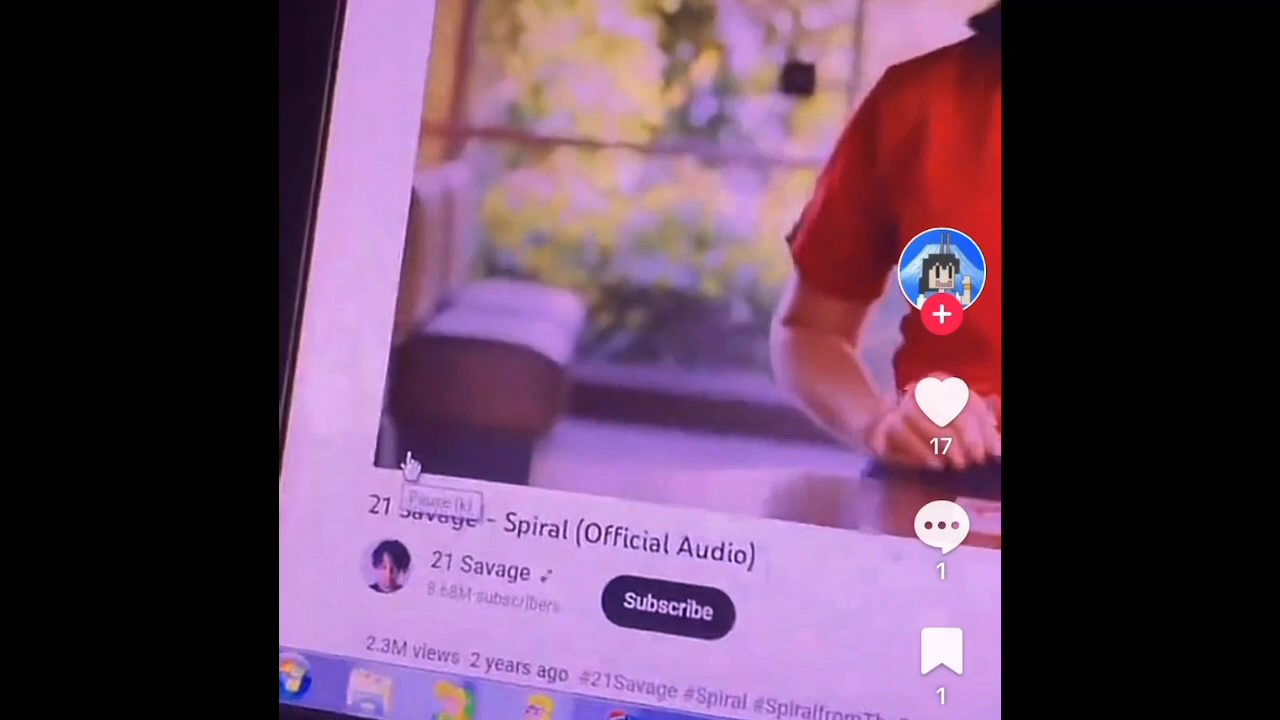 17
Pause (k)
21 Savage - Spiral (Official Audio)
21 Savage
8.68M subscribers
Subscribe
1
2.3M views 2 years ago #21Savage #Spiral
1